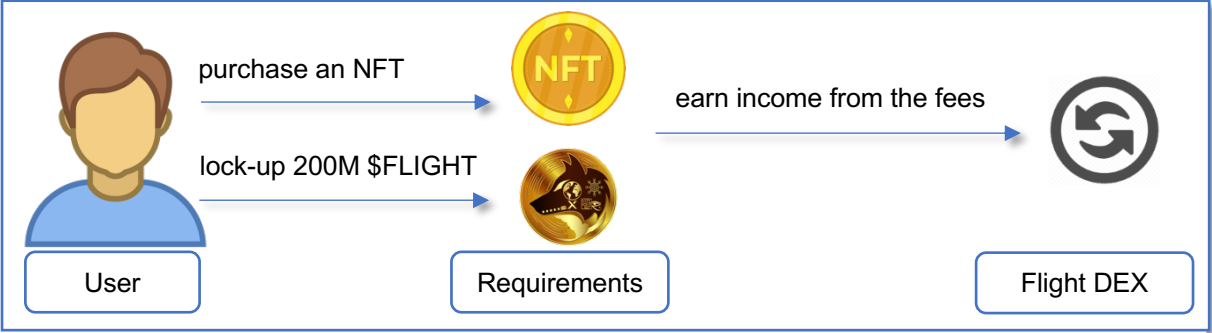 purchase an NFT
NFT
earn income from the fees
lock-up 200M $FLIGHT
User
Requirements
Flight DEX